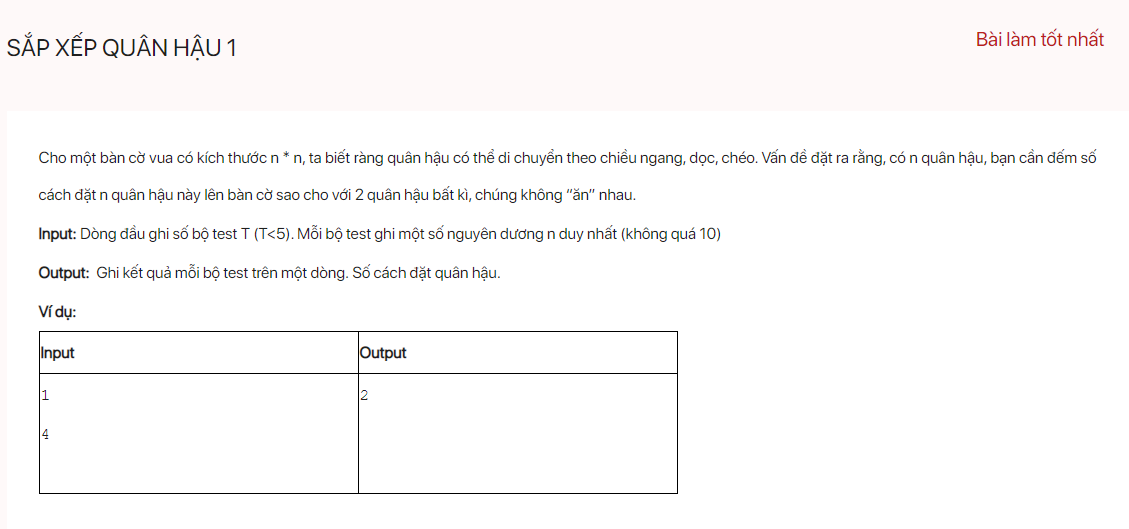 SẮP XẾP QUÂN HẬU 1
Bài làm tốt nhất
Cho một bàn cờ vua có kích thước n * n, ta biết ràng quân hậu có thể di chuyển theo chiều ngang, dọc, chéo. Vấn đề đặt ra rằng, có n quân hậu, bạn cần đếm số
cách đặt n quân hậu này lên bàn cờ sao cho với 2 quân hậu bất kì, chúng không “ăn” nhau.
Input: Dòng đầu ghi số bộ test T (T<5). Mỗi bộ test ghi một số nguyên dương n duy nhất (không quá 10)
Output: Ghi kết quả mỗi bộ test trên một dòng. Số cách đặt quân hậu.
Ví dụ:
Input Output
1 2
4